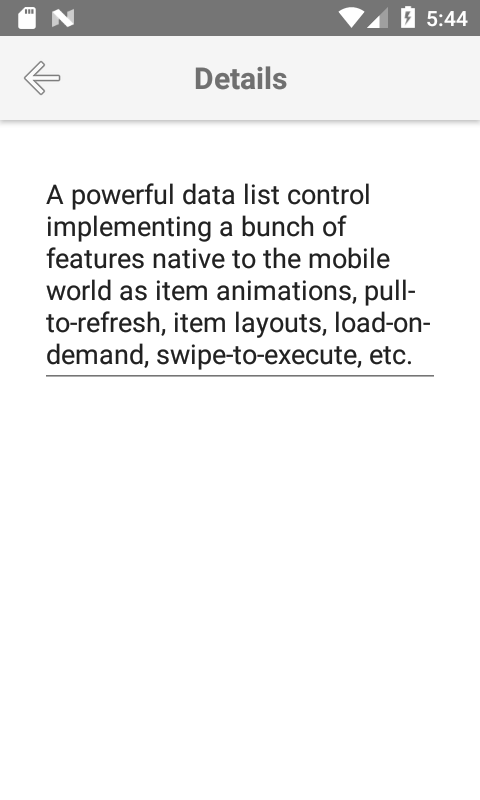 5:44
Details
A powerful data list control
implementing a bunch of
features native to the mobile
world as item animations, pull-
to-refresh, item layouts, load-on-
demand, swipe-to-execute, etc.